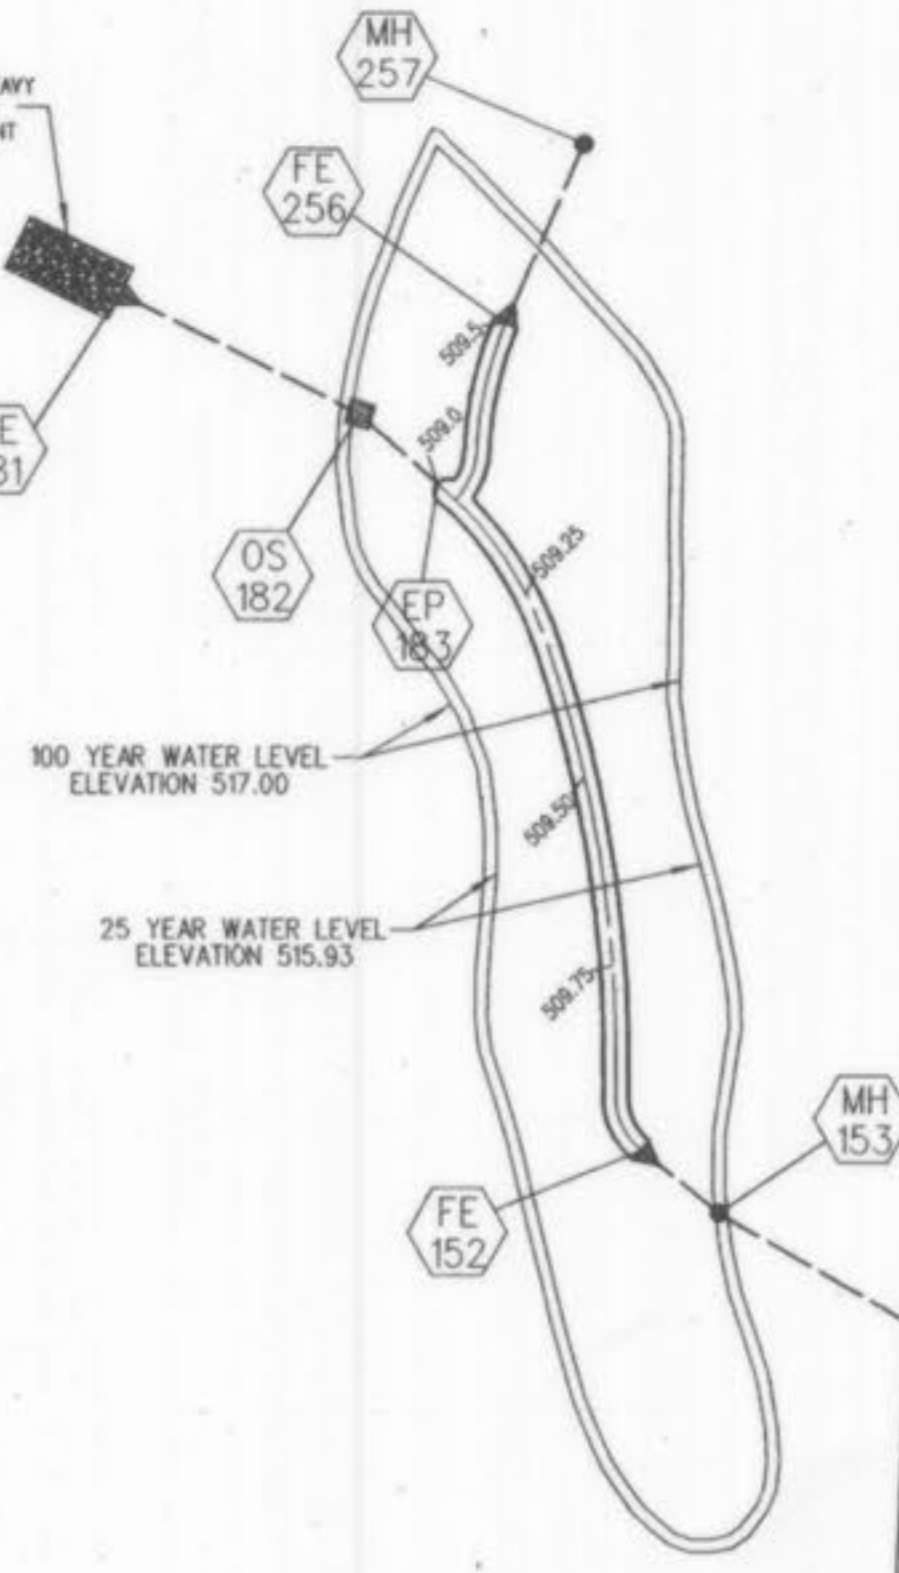 MH
257
FE
256
509.5
509.0
OS
182
EP
183
509.25
100 YEAR WATER LEVEL
ELEVATION 517.00
509.50
25 YEAR WATER LEVEL
ELEVATION 515.93
509.75
MH
153
FE
152